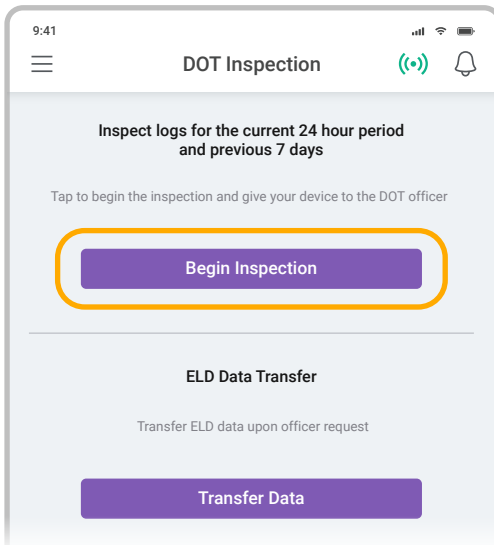 9:41
DOT Inspection
Inspect logs for the current 24 hour period
and previous 7 days
Tap to begin the inspection and give your device to the DOT officer
Begin Inspection
ELD Data Transfer
Transfer ELD data upon officer request
Transfer Data